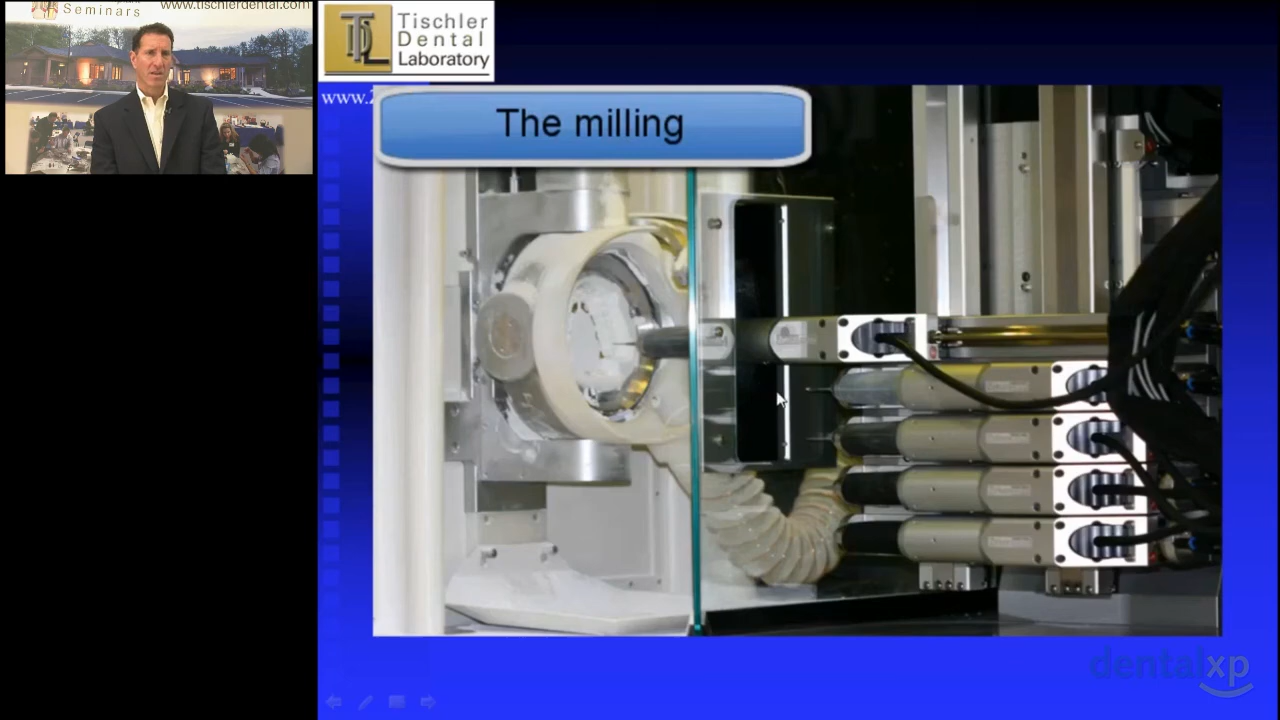 Seminars
www.tischlerdental.com
Tischler
Dental
Laboratory
www.
The milling
dentalxp